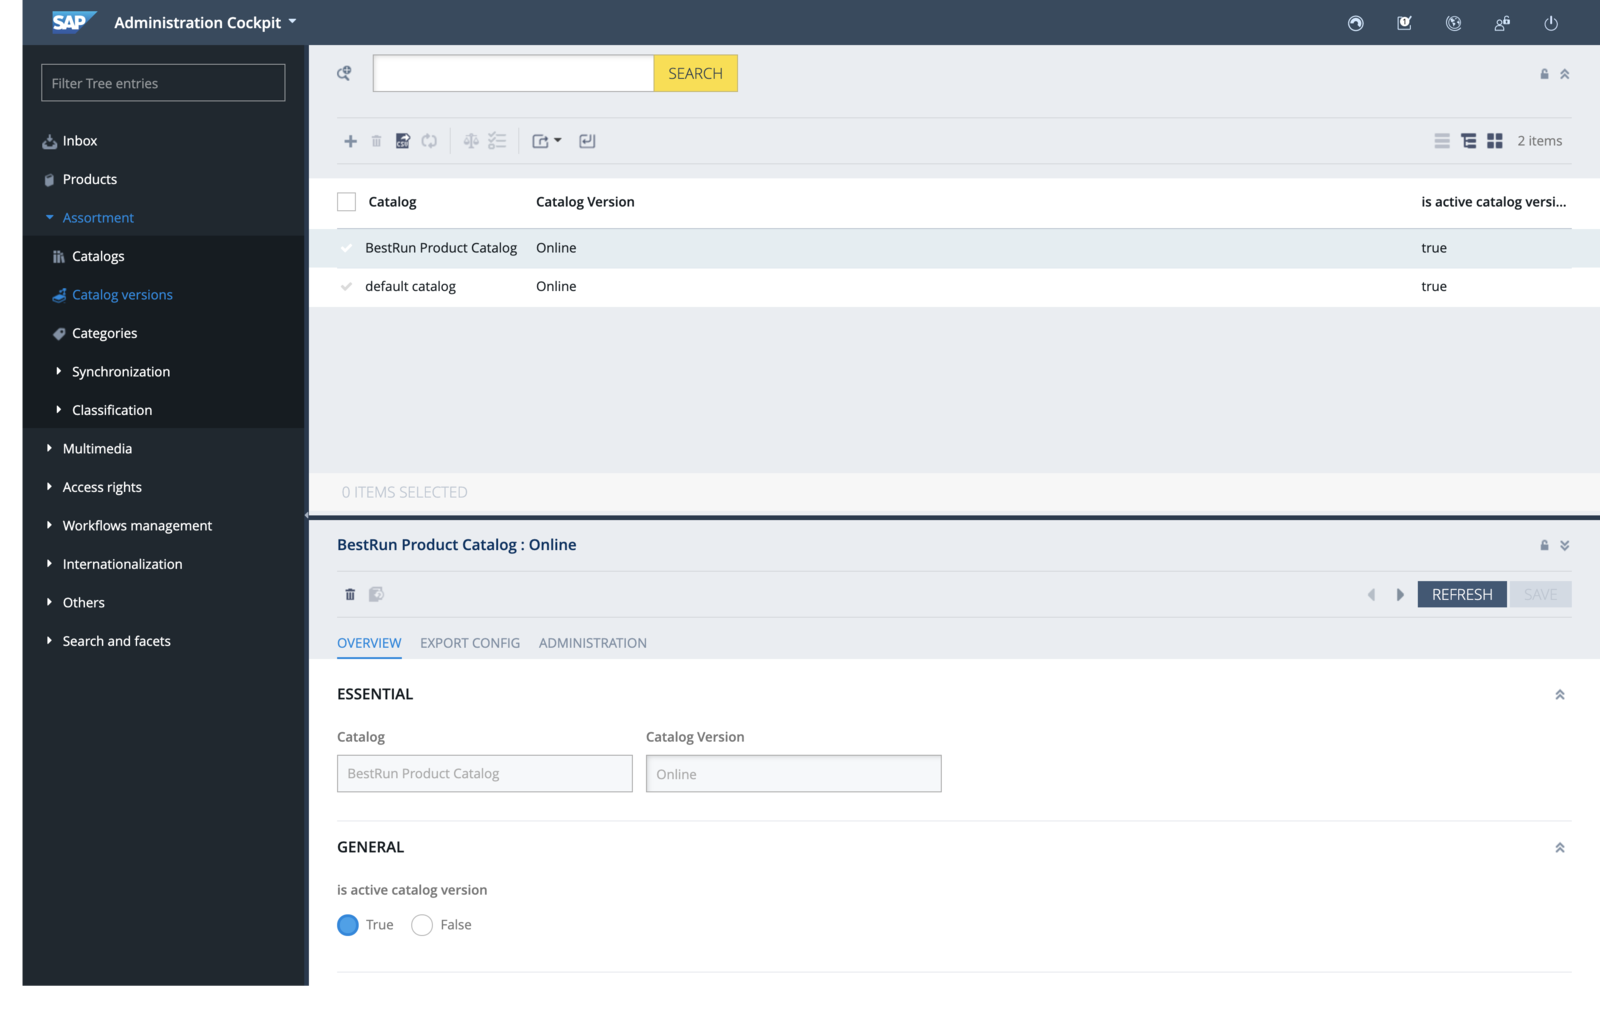 SAP Administration Cockpit
Filter Tree entries
Inbox
Products
Assortment
Catalogs
Catalog versions
Categories
Synchronization
Classification
Multimedia
Access rights
Workflows management
Internationalization
Others
Search and facets
SEARCH
2 items
Catalog Catalog Version is active catalog versi...
BestRun Product Catalog Online true
default catalog Online true
0 ITEMS SELECTED
BestRun Product Catalog : Online
REFRESH SAVE
OVERVIEW EXPORT CONFIG ADMINISTRATION
ESSENTIAL
Catalog Catalog Version
BestRun Product Catalog Online
GENERAL
is active catalog version
True False